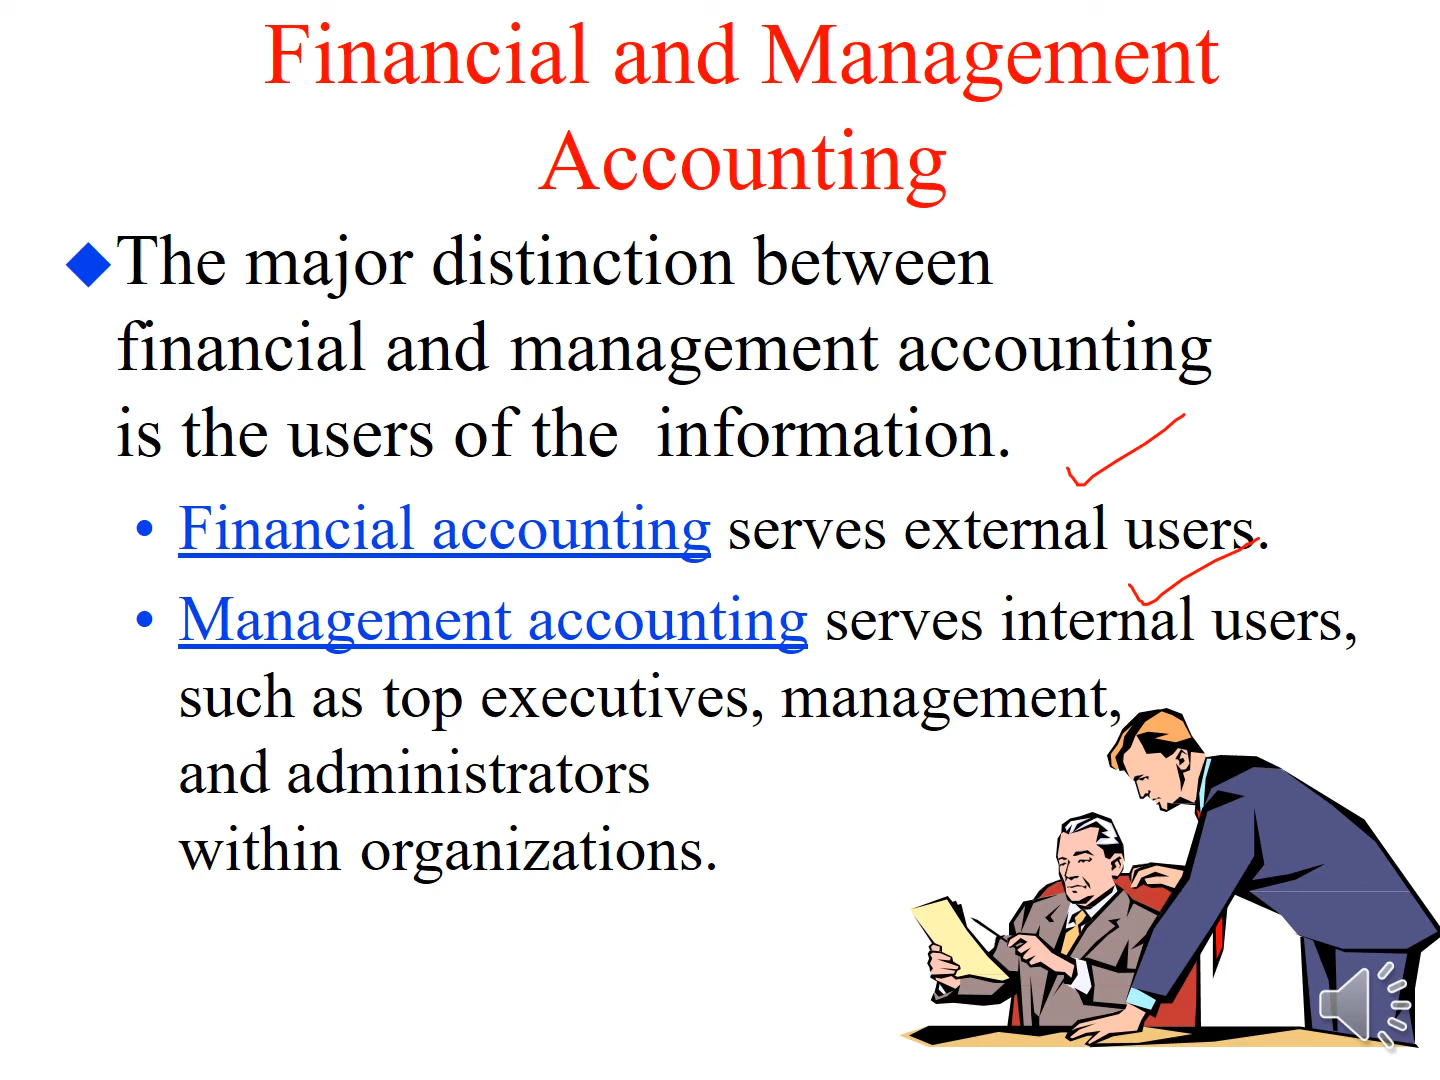 Financial and Management
Accounting
The major distinction between
financial and management accounting
is the users of the information.
• Financial accounting serves external users.
• Management accounting serves internal users,
such as top executives, management,
and administrators
within organizations.